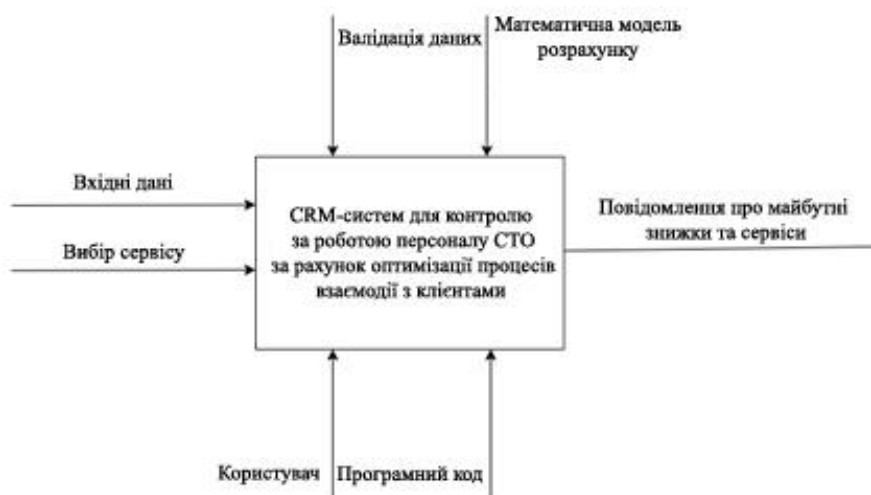 Валідація даних
Математична модель
розрахунку
Вхідні дані
Вибір сервісу
CRM-систем для контролю
за роботою персоналу СТО
за рахунок оптимізації процесів
взаємодії з клієнтами
Повідомлення про майбутні
знижки та сервіси
Користувач
Програмний код